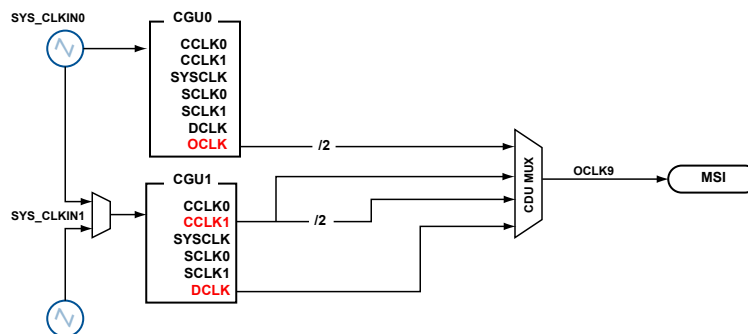 SYS_CLKIN0
CGU0
CCLK0
CCLK1
SYSCLK
SCLK0
SCLK1
DCLK
OCLK
/2
CDU MUX
OCLK9
MSI
SYS_CLKIN1
CGU1
CCLK0
CCLK1
/2
SYSCLK
SCLK0
SCLK1
DCLK